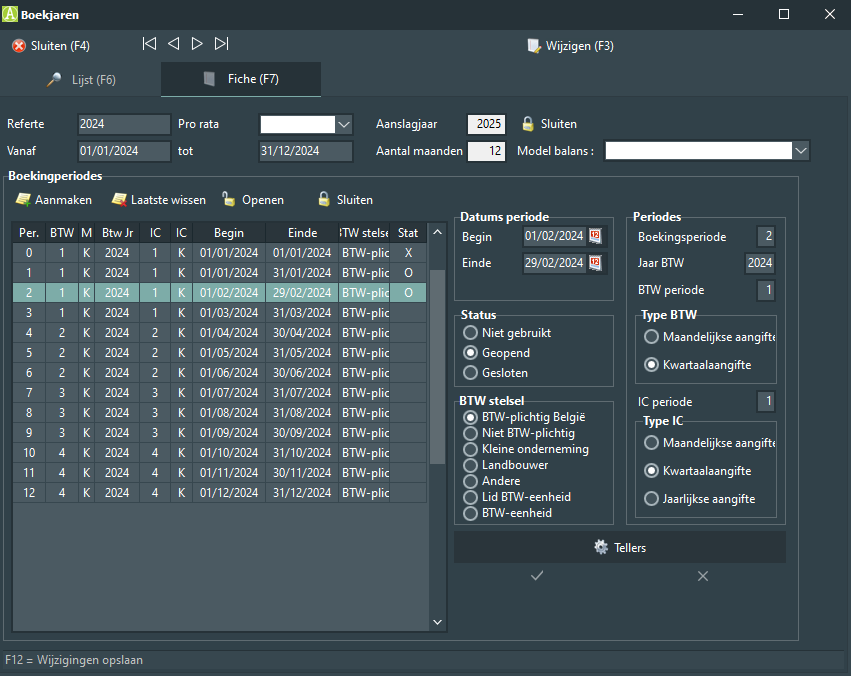 Boekjaren
Sluiten (F4)
Wijzigen (F3)
Lijst (F6)
Fiche (F7)
Referte 2024 Pro rata Aanslagjaar 2025 Sluiten
Vanaf 01/01/2024 tot 31/12/2024 Aantal maanden 12 Model balans :
Boekingperiodes
Aanmaken Laatste wissen Openen Sluiten
Per. BTW M Btw Jr IC IC Begin Einde BTW stelse Stat
0 1 K 2024 1 K 01/01/2024 01/01/2024 BTW-plic X
1 1 K 2024 1 K 01/01/2024 31/01/2024 BTW-plic O
2 1 K 2024 1 K 01/02/2024 29/02/2024 BTW-plic O
3 1 K 2024 1 K 01/03/2024 31/03/2024 BTW-plic
4 2 K 2024 2 K 01/04/2024 30/04/2024 BTW-plic
5 2 K 2024 2 K 01/05/2024 31/05/2024 BTW-plic
6 2 K 2024 2 K 01/06/2024 30/06/2024 BTW-plic
7 3 K 2024 3 K 01/07/2024 31/07/2024 BTW-plic
8 3 K 2024 3 K 01/08/2024 31/08/2024 BTW-plic
9 3 K 2024 3 K 01/09/2024 30/09/2024 BTW-plic
10 4 K 2024 4 K 01/10/2024 31/10/2024 BTW-plic
11 4 K 2024 4 K 01/11/2024 30/11/2024 BTW-plic
12 4 K 2024 4 K 01/12/2024 31/12/2024 BTW-plic
Datums periode
Begin 01/02/2024 12
Einde 29/02/2024 12
Status
Niet gebruikt
Geopend
Gesloten
BTW stelsel
BTW-plichtig België
Niet BTW-plichtig
Kleine onderneming
Landbouwer
Andere
Lid BTW-eenheid
BTW-eenheid
Periodes
Boekingsperiode 2
Jaar BTW 2024
BTW periode 1
Type BTW
Maandelijkse aangifte
Kwartaalaangifte
IC periode 1
Type IC
Maandelijkse aangifte
Kwartaalaangifte
Jaarlijkse aangifte
Tellers
F12 = Wijzigingen opslaan